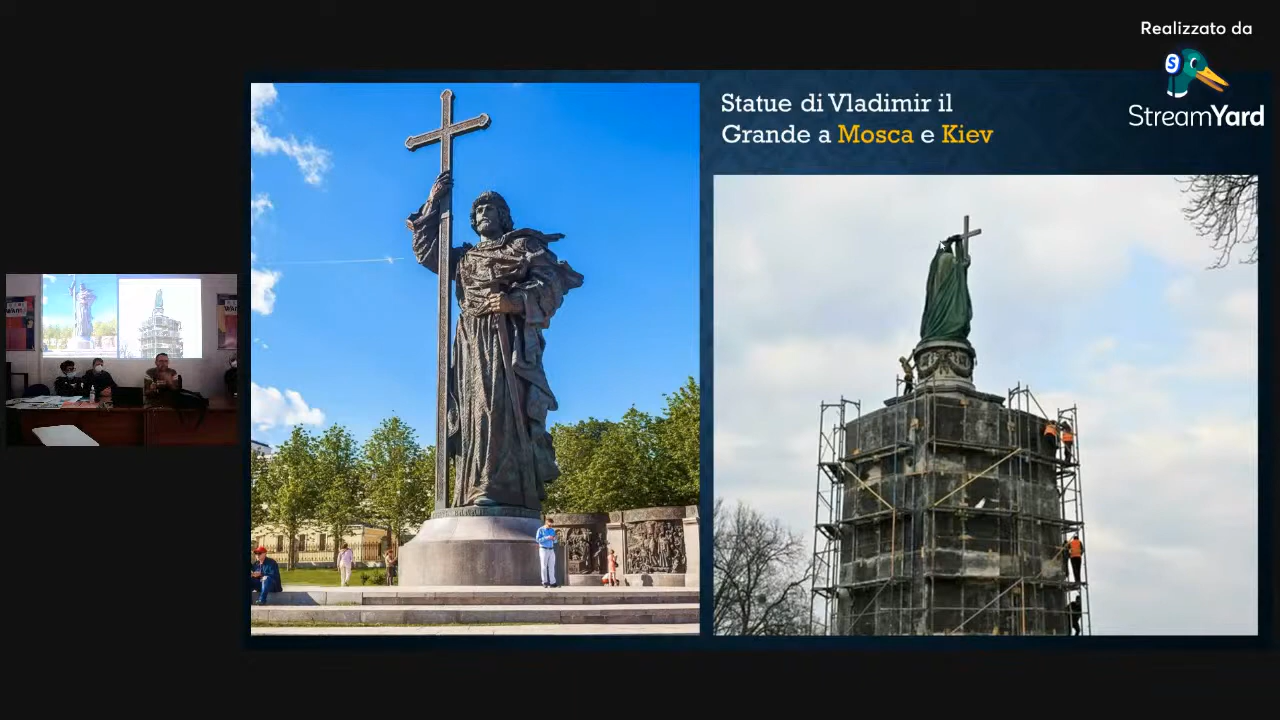 Realizzato da
S
StreamYard
Statue di Vladimir il
Grande a Mosca e Kiev